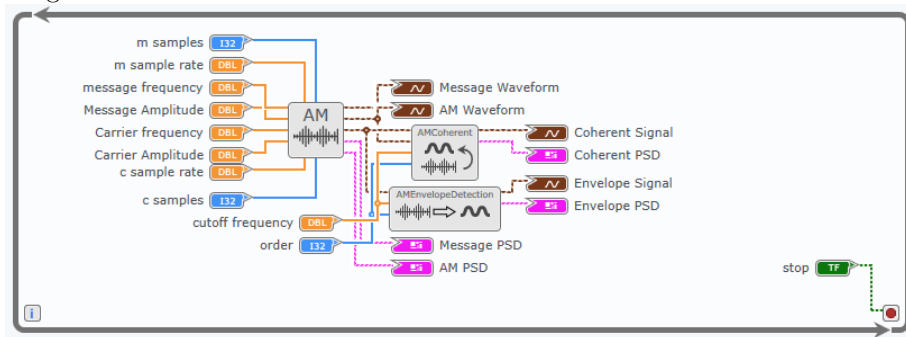 m samples I32
m sample rate DBL
message frequency DBL
Message Amplitude DBL
Carrier frequency DBL
Carrier Amplitude DBL
c sample rate DBL
c samples I32
cutoff frequency DBL
order I32
AM
Message Waveform
AM Waveform
AMCoherent
Coherent Signal
Coherent PSD
AMEnvelopeDetection
Envelope Signal
Envelope PSD
Message PSD
AM PSD
stop TF
i